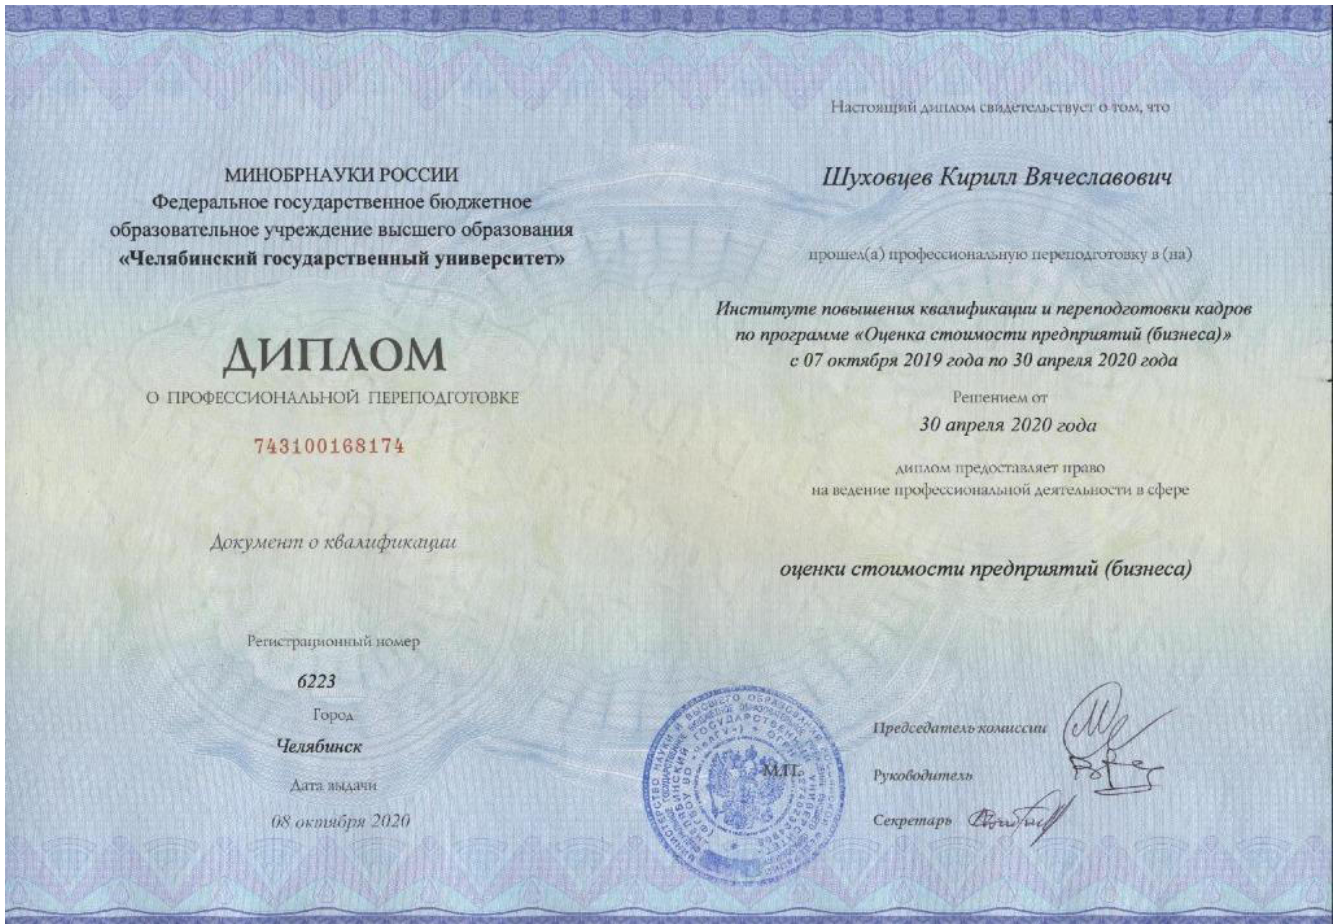 МИНОБРНАУКИ РОССИИ
Федеральное государственное бюджетное
образовательное учреждение высшего образования
«Челябинский государственный университет»
ДИПЛОМ
О ПРОФЕССИОНАЛЬНОЙ ПЕРЕПОДГОТОВКЕ
743100168174
Документ о квалификации
Регистрационный номер
6223
Город
Челябинск
Дата выдачи
08 октября 2020
Настоящий диплом свидетельствует о том, что
Шуховцев Кирилл Вячеславович
прошел(а) профессиональную переподготовку в (на)
Институте повышения квалификации и переподготовки кадров
по программе «Оценка стоимости предприятий (бизнеса)»
с 07 октября 2019 года по 30 апреля 2020 года
Решением от
30 апреля 2020 года
диплом предоставляет право
на ведение профессиональной деятельности в сфере
оценки стоимости предприятий (бизнеса)
М.П.
Председатель комиссии
Руководитель
Секретарь